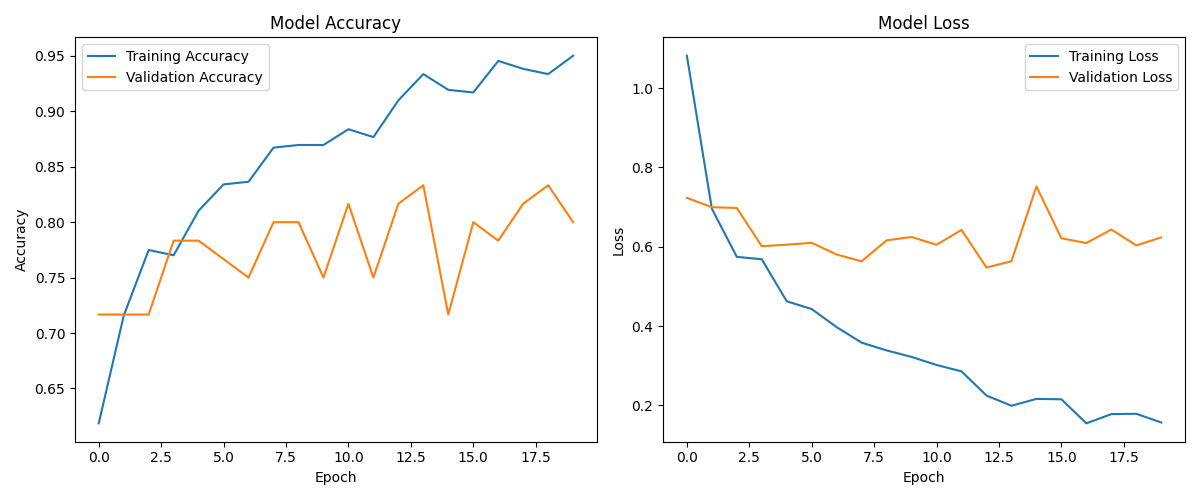 Model Accuracy
Training Accuracy
Validation Accuracy
Accuracy
0.95
0.90
0.85
0.80
0.75
0.70
0.65
0.0 2.5 5.0 7.5 10.0 12.5 15.0 17.5
Epoch
Model Loss
Training Loss
Validation Loss
Loss
1.0
0.8
0.6
0.4
0.2
0.0 2.5 5.0 7.5 10.0 12.5 15.0 17.5
Epoch